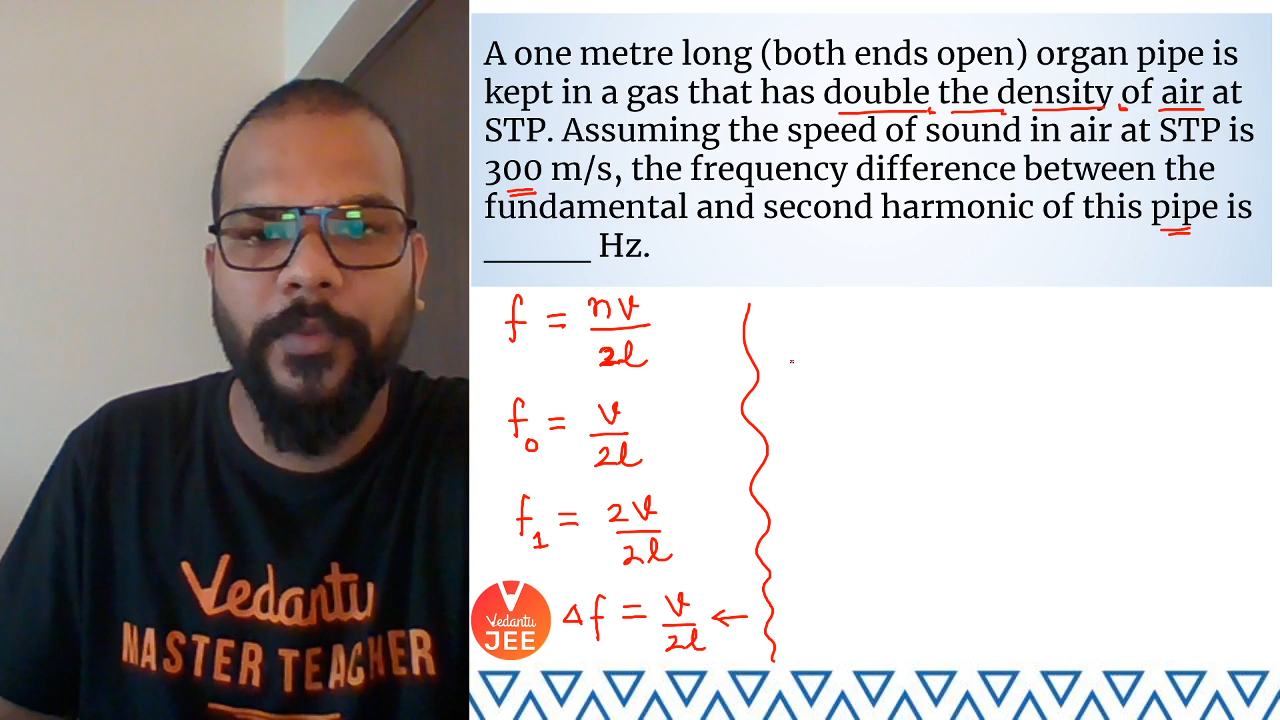 A one metre long (both ends open) organ pipe is
kept in a gas that has double the density of air at
STP. Assuming the speed of sound in air at STP is
300 m/s, the frequency difference between the
fundamental and second harmonic of this pipe is
_____ Hz.
f = nv/2l
f₀ = v/2l
f₁ = 2v/2l
Δf = v/2l ←
Vedantu
JEE
Vedantu
MASTER TEACHER